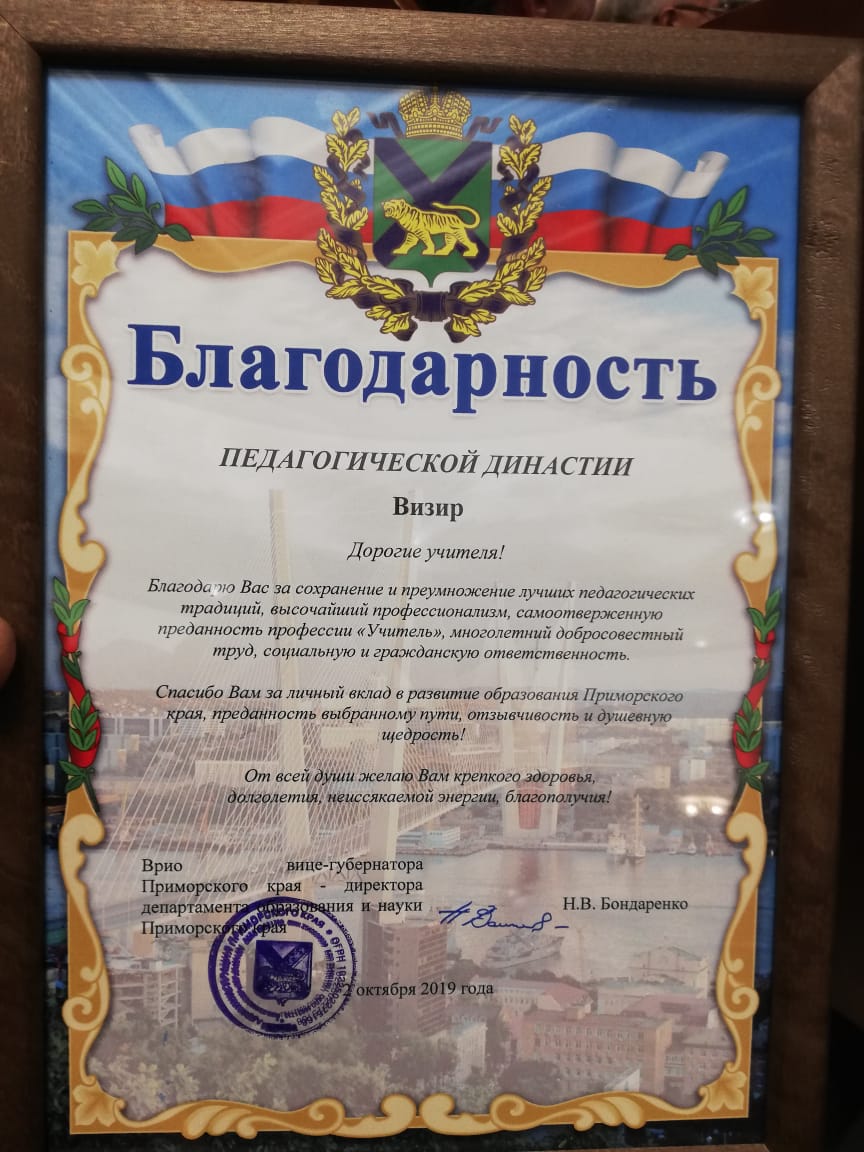 Благодарность
ПЕДАГОГИЧЕСКОЙ ДИНАСТИИ
Визир
Дорогие учителя!
Благодарю Вас за сохранение и преумножение лучших педагогических
традиций, высочайший профессионализм, самоотверженную
преданность профессии «Учитель», многолетний добросовестный
труд, социальную и гражданскую ответственность.
Спасибо Вам за личный вклад в развитие образования Приморского
края, преданность выбранному пути, отзывчивость и душевную
щедрость!
От всей души желаю Вам крепкого здоровья,
долголетия, неиссякаемой энергии, благополучия!
Врио вице-губернатора
Приморского края - директора
департамента образования и науки
Приморского края
Н.В. Бондаренко
ПРИМОРСКОГО КРАЯ • ОГРН
октября 2019 года